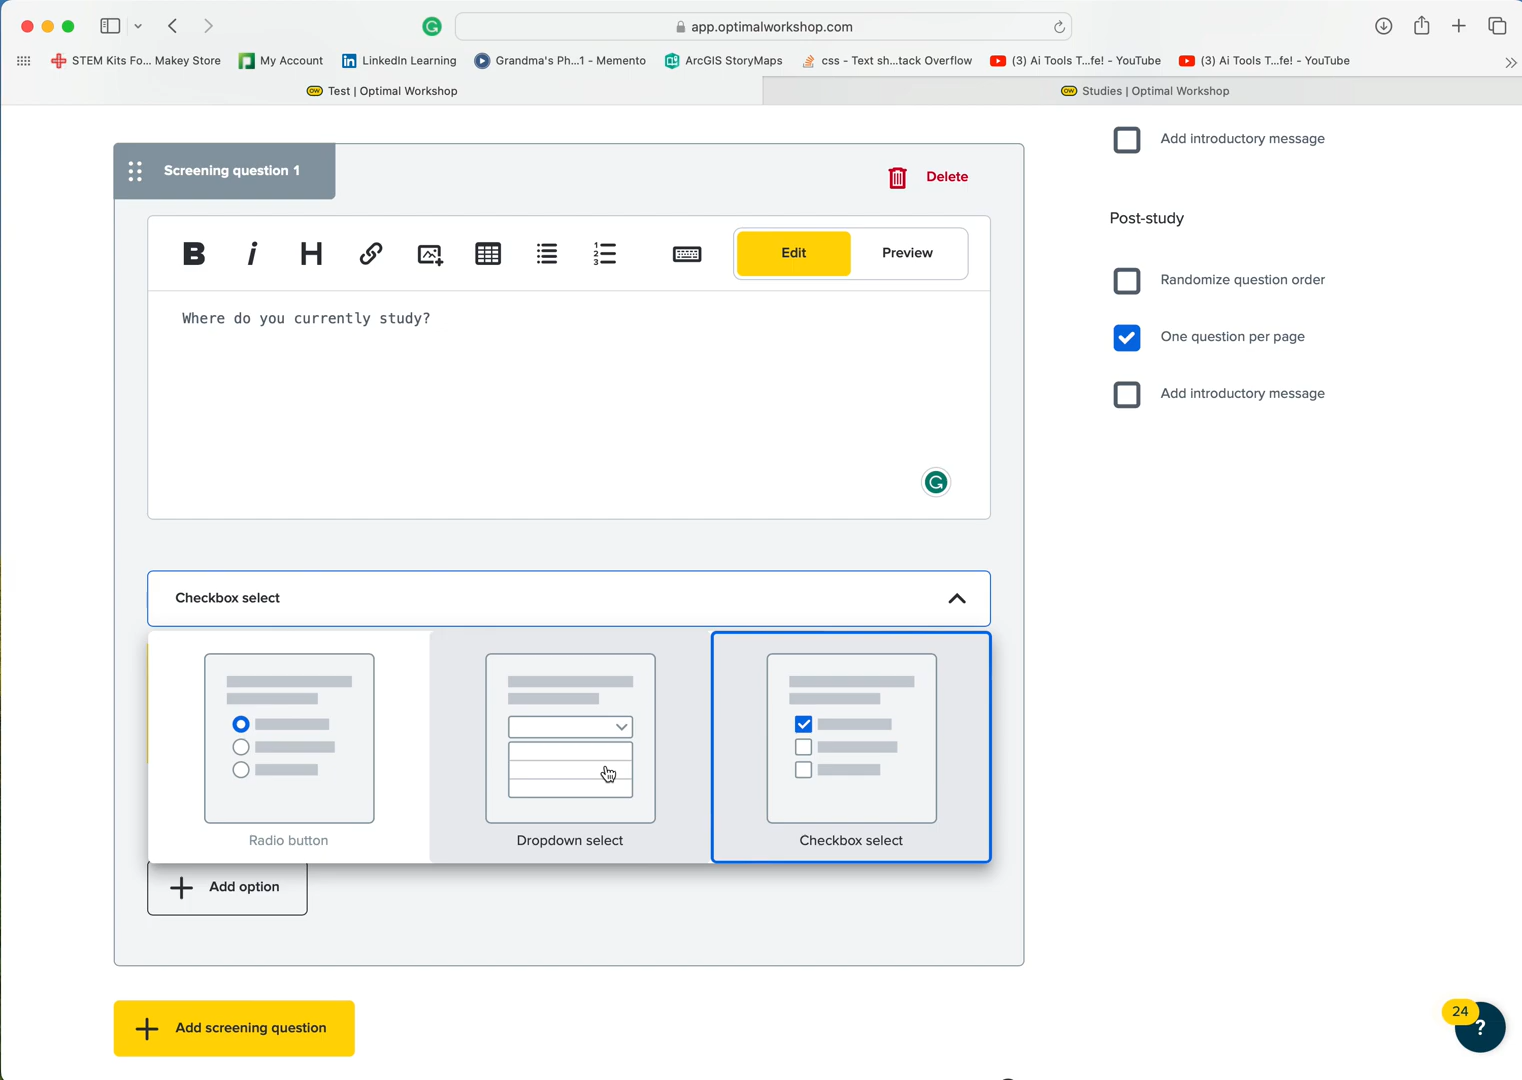 app.optimalworkshop.com
STEM Kits Fo... Makey Store
My Account
LinkedIn Learning
Grandma's Ph...1 - Memento
ArcGIS StoryMaps
css - Text sh...tack Overflow
(3) Ai Tools T...fe! - YouTube
(3) Ai Tools T...fe! - YouTube
Test | Optimal Workshop
Studies | Optimal Workshop
Add introductory message
Screening question 1
Delete
Post-study
B i H
Edit
Preview
Randomize question order
Where do you currently study?
One question per page
Add introductory message
Checkbox select
Radio button
Dropdown select
Checkbox select
Add option
Add screening question
24
?